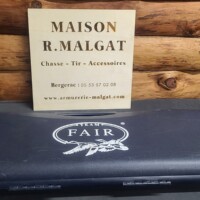 MAISON
R.MALGAT
Chasse - Tir - Accessoires
Bergerac
www.armurerie-malgat.com
FAIR